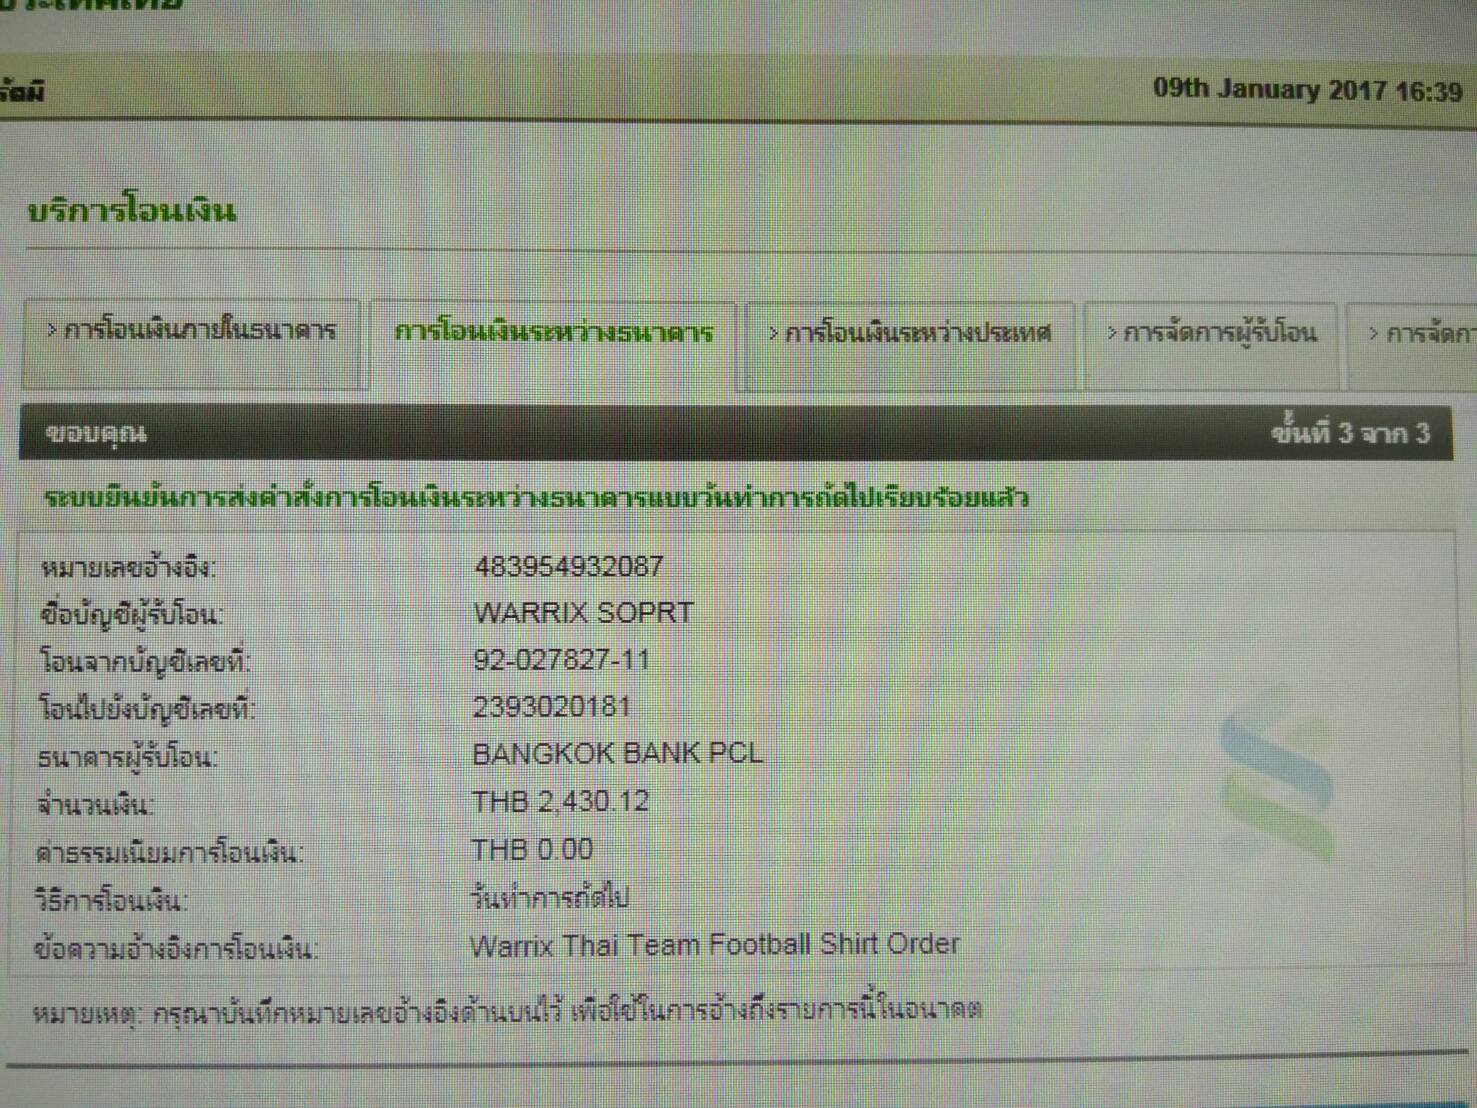 ประเทศไทย
09th January 2017 16:39
บริการโอนเงิน
› การโอนเงินภายในธนาคาร
การโอนเงินระหว่างธนาคาร
› การโอนเงินระหว่างประเทศ
› การจัดการผู้รับโอน
› การจัดกา
ขอบคุณ
ขั้นที่ 3 จาก 3
ระบบยืนยันการส่งคำสั่งการโอนเงินระหว่างธนาคารแบบวันทำการถัดไปเรียบร้อยแล้ว
หมายเลขอ้างอิง: 483954932087
ชื่อบัญชีผู้รับโอน: WARRIX SOPRT
โอนจากบัญชีเลขที่: 92-027827-11
โอนไปยังบัญชีเลขที่: 2393020181
ธนาคารผู้รับโอน: BANGKOK BANK PCL
จำนวนเงิน: THB 2,430.12
ค่าธรรมเนียมการโอนเงิน: THB 0.00
วิธีการโอนเงิน: วันทำการถัดไป
ข้อความอ้างอิงการโอนเงิน: Warrix Thai Team Football Shirt Order
หมายเหตุ: กรุณาบันทึกหมายเลขอ้างอิงด้านบนไว้ เพื่อใช้ในการอ้างถึงรายการนี้ในอนาคต